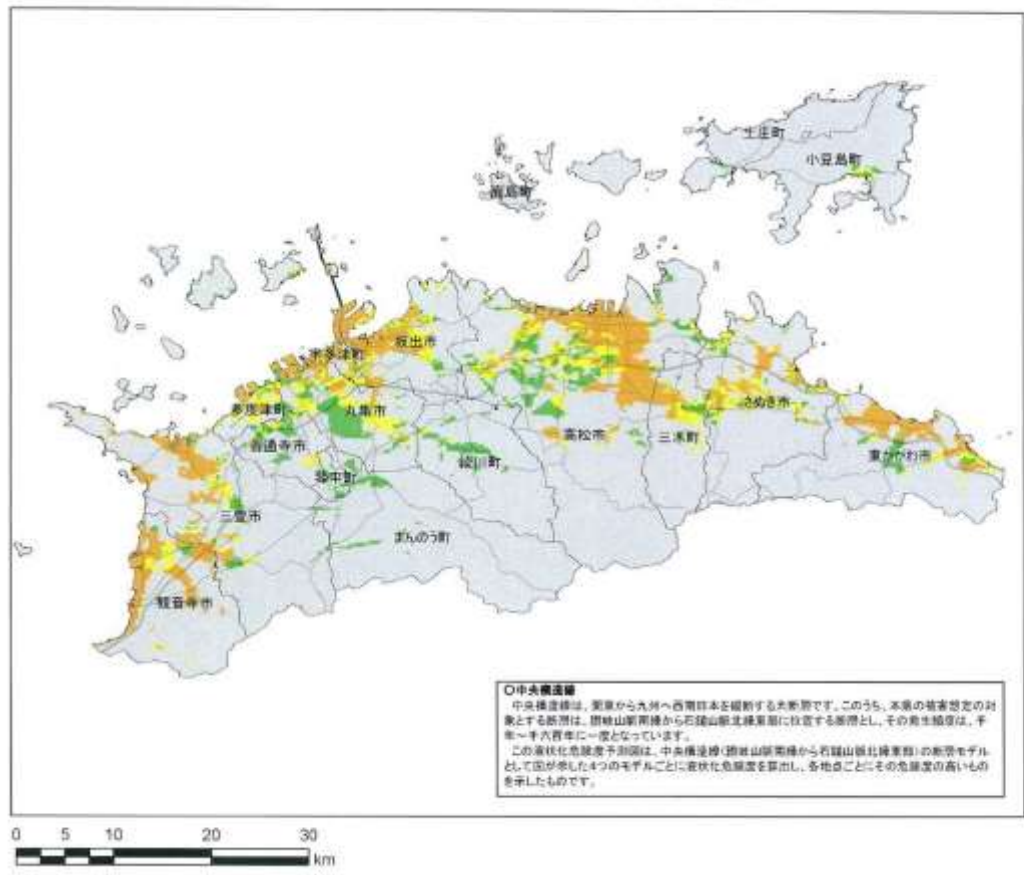 土庄町
小豆島町
直島町
坂出市
宇多津町
多度津町
丸亀市
善通寺市
高松市
三木町
さぬき市
東かがわ市
綾川町
琴平町
三豊市
まんのう町
観音寺市
○中央構造線
中央構造線は、関東から九州へ西南日本を縦断する大断層です。このうち、本県の被害想定の対
象とする断層は、讃岐山脈南縁から石鎚山脈北縁東部に位置する断層とし、その発生頻度は、千
年～千六百年に一度となっています。
この液状化危険度予測図は、中央構造線(讃岐山脈南縁から石鎚山脈北縁東部)の断層モデル
として国が示した4つのモデルごとに液状化危険度を算出し、各地点ごとにその危険度の高いもの
を示したものです。
0 5 10 20 30
km